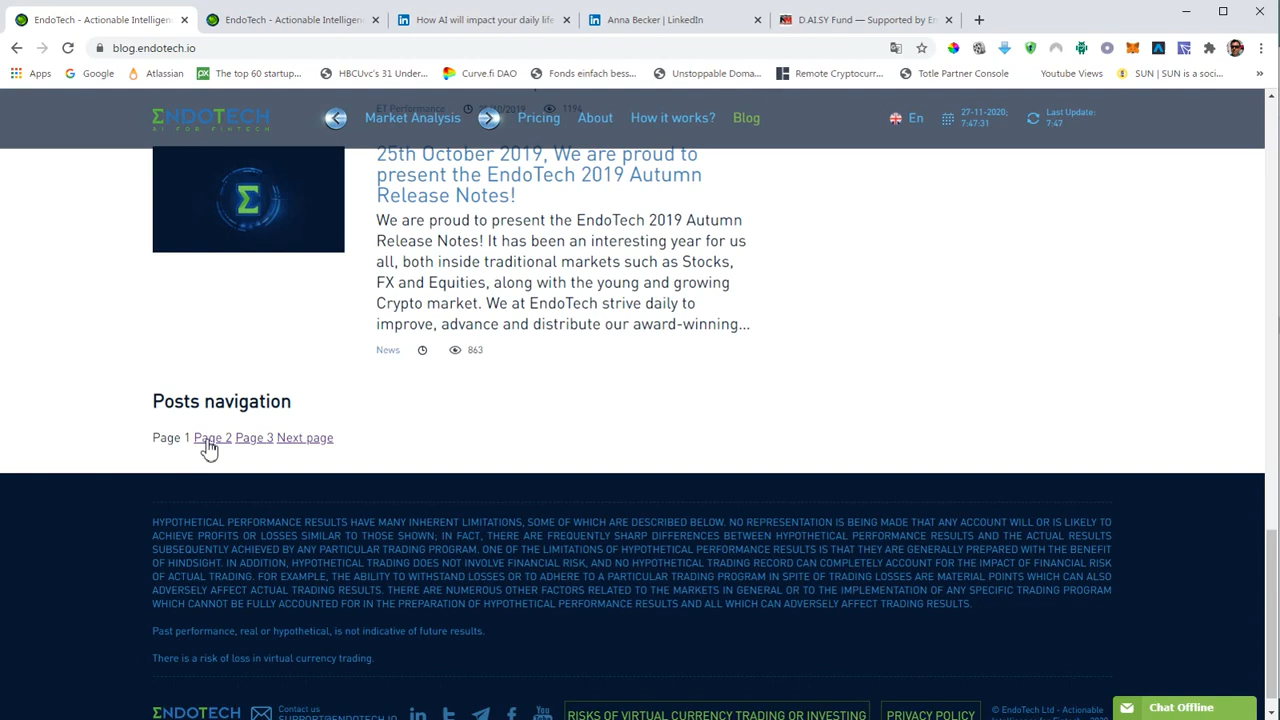 EndoTech - Actionable Intelligenc
EndoTech - Actionable Intelligenc
How AI will impact your daily life
Anna Becker | LinkedIn
D.AI.SY Fund — Supported by En
blog.endotech.io
Apps
Google
Atlassian
The top 60 startup...
HBCUvc's 31 Under...
Curve.fi DAO
Fonds einfach bess...
Unstoppable Doma...
Remote Cryptocurr...
Totle Partner Console
Youtube Views
SUN | SUN is a soci...
ENDOTECH
AI FOR FINTECH
Market Analysis
Pricing
About
How it works?
Blog
En
27-11-2020;
7:47:31
Last Update:
7:47
ET Performance
1194
25th October 2019, We are proud to
present the EndoTech 2019 Autumn
Release Notes!
We are proud to present the EndoTech 2019 Autumn
Release Notes! It has been an interesting year for us
all, both inside traditional markets such as Stocks,
FX and Equities, along with the young and growing
Crypto market. We at EndoTech strive daily to
improve, advance and distribute our award-winning...
News
863
Posts navigation
Page 1 Page 2 Page 3 Next page
HYPOTHETICAL PERFORMANCE RESULTS HAVE MANY INHERENT LIMITATIONS, SOME OF WHICH ARE DESCRIBED BELOW. NO REPRESENTATION IS BEING MADE THAT ANY ACCOUNT WILL OR IS LIKELY TO
ACHIEVE PROFITS OR LOSSES SIMILAR TO THOSE SHOWN; IN FACT, THERE ARE FREQUENTLY SHARP DIFFERENCES BETWEEN HYPOTHETICAL PERFORMANCE RESULTS AND THE ACTUAL RESULTS
SUBSEQUENTLY ACHIEVED BY ANY PARTICULAR TRADING PROGRAM. ONE OF THE LIMITATIONS OF HYPOTHETICAL PERFORMANCE RESULTS IS THAT THEY ARE GENERALLY PREPARED WITH THE BENEFIT
OF HINDSIGHT. IN ADDITION, HYPOTHETICAL TRADING DOES NOT INVOLVE FINANCIAL RISK, AND NO HYPOTHETICAL TRADING RECORD CAN COMPLETELY ACCOUNT FOR THE IMPACT OF FINANCIAL RISK
OF ACTUAL TRADING. FOR EXAMPLE, THE ABILITY TO WITHSTAND LOSSES OR TO ADHERE TO A PARTICULAR TRADING PROGRAM IN SPITE OF TRADING LOSSES ARE MATERIAL POINTS WHICH CAN ALSO
ADVERSELY AFFECT ACTUAL TRADING RESULTS. THERE ARE NUMEROUS OTHER FACTORS RELATED TO THE MARKETS IN GENERAL OR TO THE IMPLEMENTATION OF ANY SPECIFIC TRADING PROGRAM
WHICH CANNOT BE FULLY ACCOUNTED FOR IN THE PREPARATION OF HYPOTHETICAL PERFORMANCE RESULTS AND ALL WHICH CAN ADVERSELY AFFECT TRADING RESULTS.
Past performance, real or hypothetical, is not indicative of future results.
There is a risk of loss in virtual currency trading.
ENDOTECH
Contact us
SUPPORT@ENDOTECH.IO
RISKS OF VIRTUAL CURRENCY TRADING OR INVESTING
PRIVACY POLICY
© EndoTech Ltd - Actionable
Chat Offline